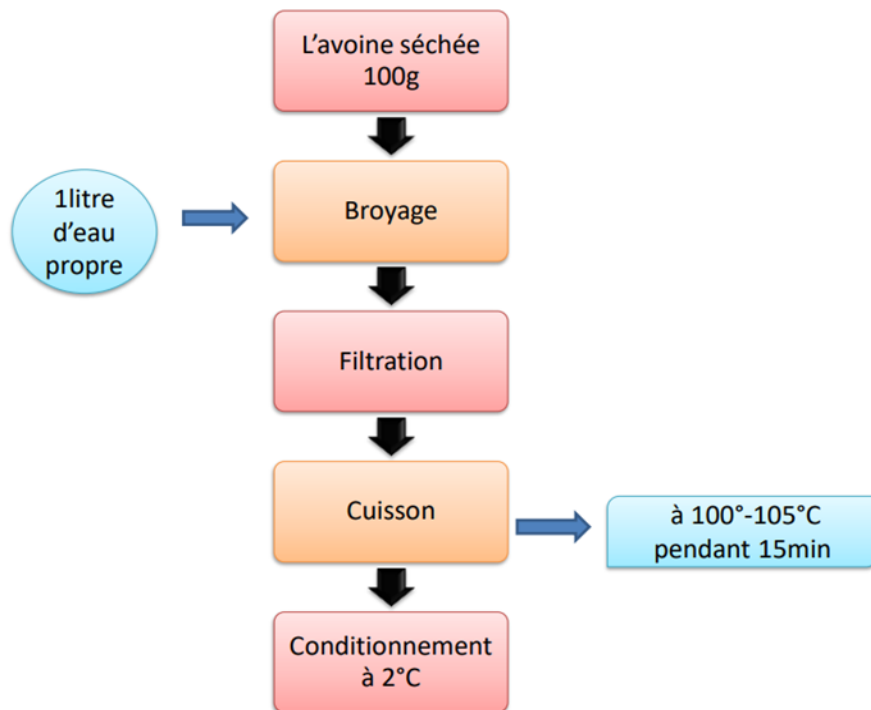 L'avoine séchée
100g
1litre
d'eau
propre
Broyage
Filtration
Cuisson
à 100°-105°C
pendant 15min
Conditionnement
à 2°C